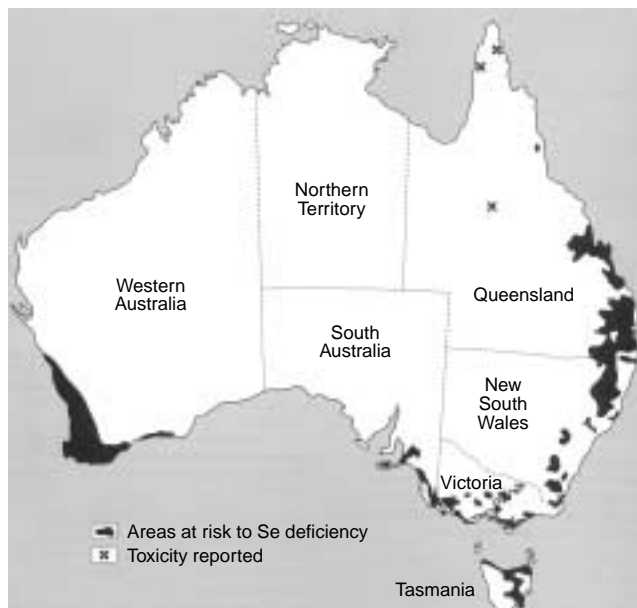 Northern
Territory
Western
Australia
Queensland
South
Australia
New
South
Wales
Victoria
Areas at risk to Se deficiency
Toxicity reported
Tasmania